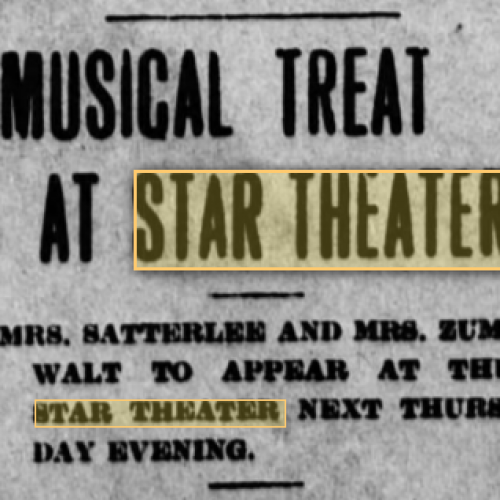 MUSICAL TREAT
AT STAR THEATER
MRS. SATTERLEE AND MRS. ZUM
WALT TO APPEAR AT THE
STAR THEATER NEXT THURS
DAY EVENING.